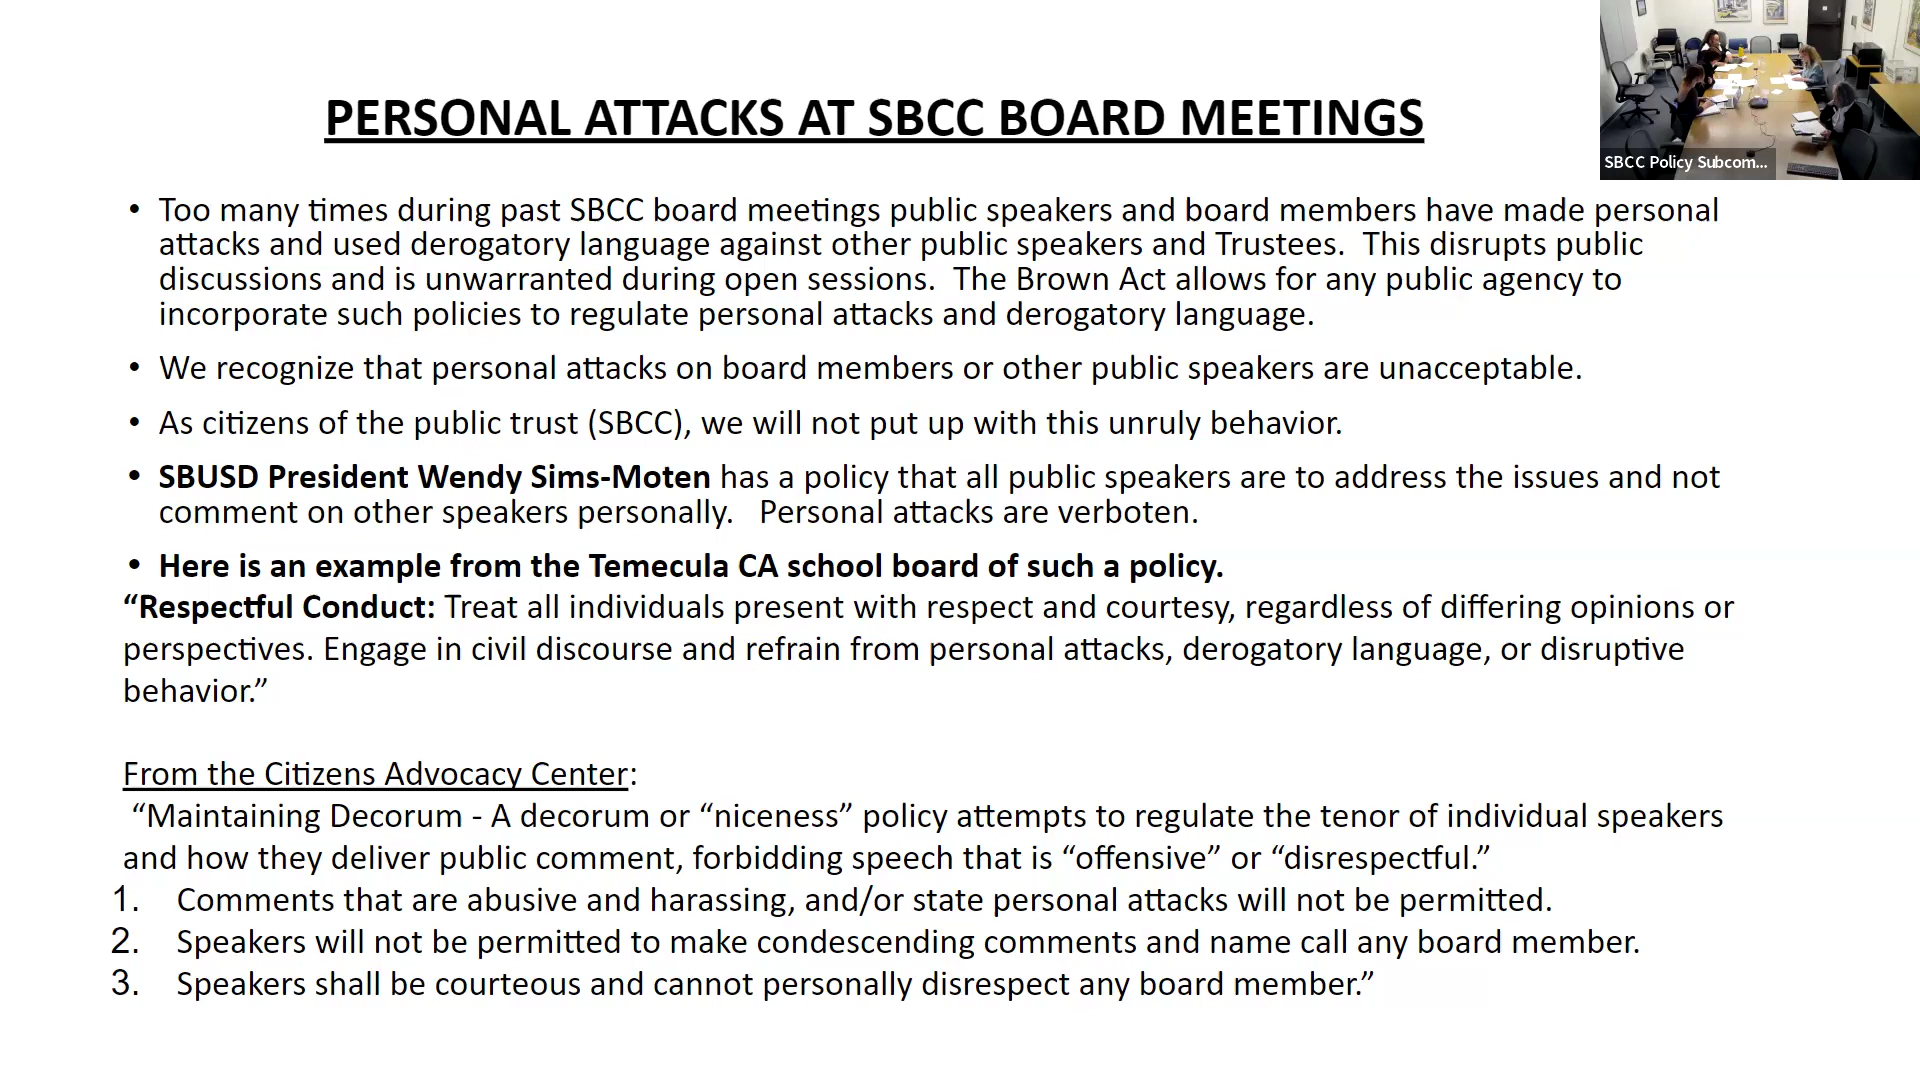 PERSONAL ATTACKS AT SBCC BOARD MEETINGS
SBCC Policy Subcom...
• Too many times during past SBCC board meetings public speakers and board members have made personal
attacks and used derogatory language against other public speakers and Trustees.  This disrupts public
discussions and is unwarranted during open sessions.  The Brown Act allows for any public agency to
incorporate such policies to regulate personal attacks and derogatory language.
• We recognize that personal attacks on board members or other public speakers are unacceptable.
• As citizens of the public trust (SBCC), we will not put up with this unruly behavior.
• SBUSD President Wendy Sims-Moten has a policy that all public speakers are to address the issues and not
comment on other speakers personally.   Personal attacks are verboten.
• Here is an example from the Temecula CA school board of such a policy.
“Respectful Conduct: Treat all individuals present with respect and courtesy, regardless of differing opinions or
perspectives. Engage in civil discourse and refrain from personal attacks, derogatory language, or disruptive
behavior.”
From the Citizens Advocacy Center:
“Maintaining Decorum - A decorum or “niceness” policy attempts to regulate the tenor of individual speakers
and how they deliver public comment, forbidding speech that is “offensive” or “disrespectful.”
1. Comments that are abusive and harassing, and/or state personal attacks will not be permitted.
2. Speakers will not be permitted to make condescending comments and name call any board member.
3. Speakers shall be courteous and cannot personally disrespect any board member.”